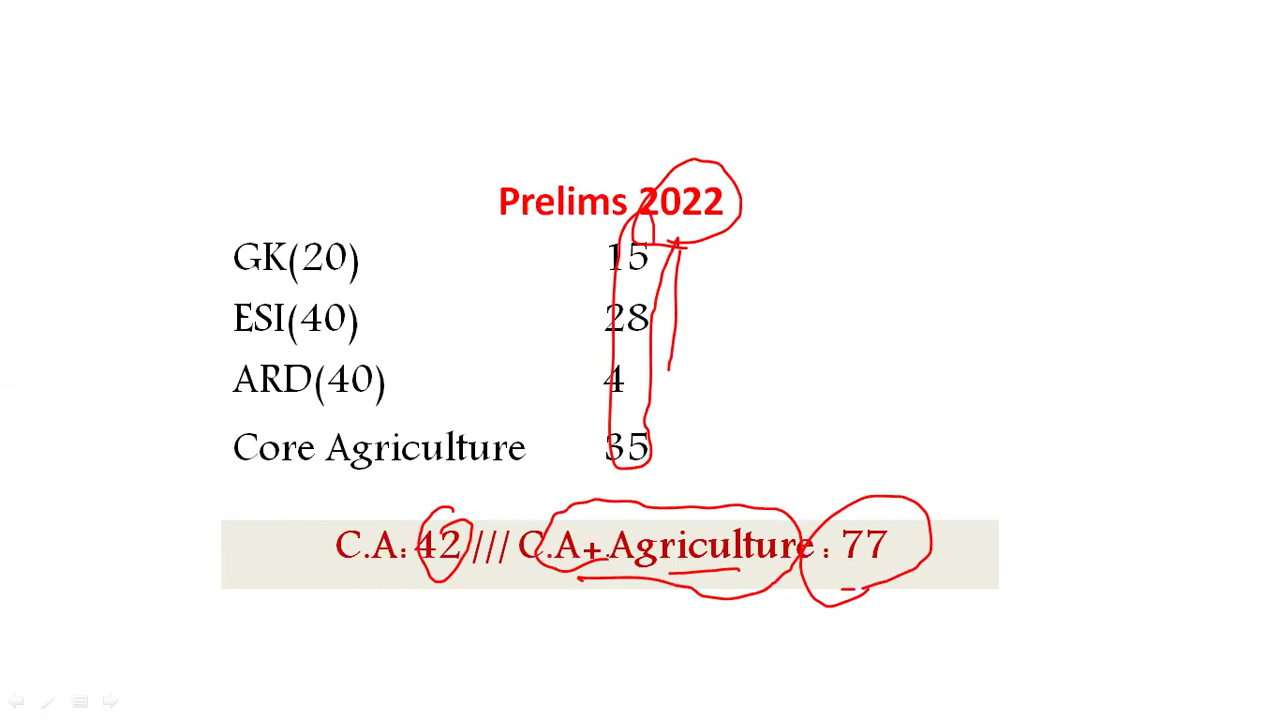 Prelims 2022
GK(20) 15
ESI(40) 28
ARD(40) 4
Core Agriculture 35
C.A: 42 /// C.A+.Agriculture : 77